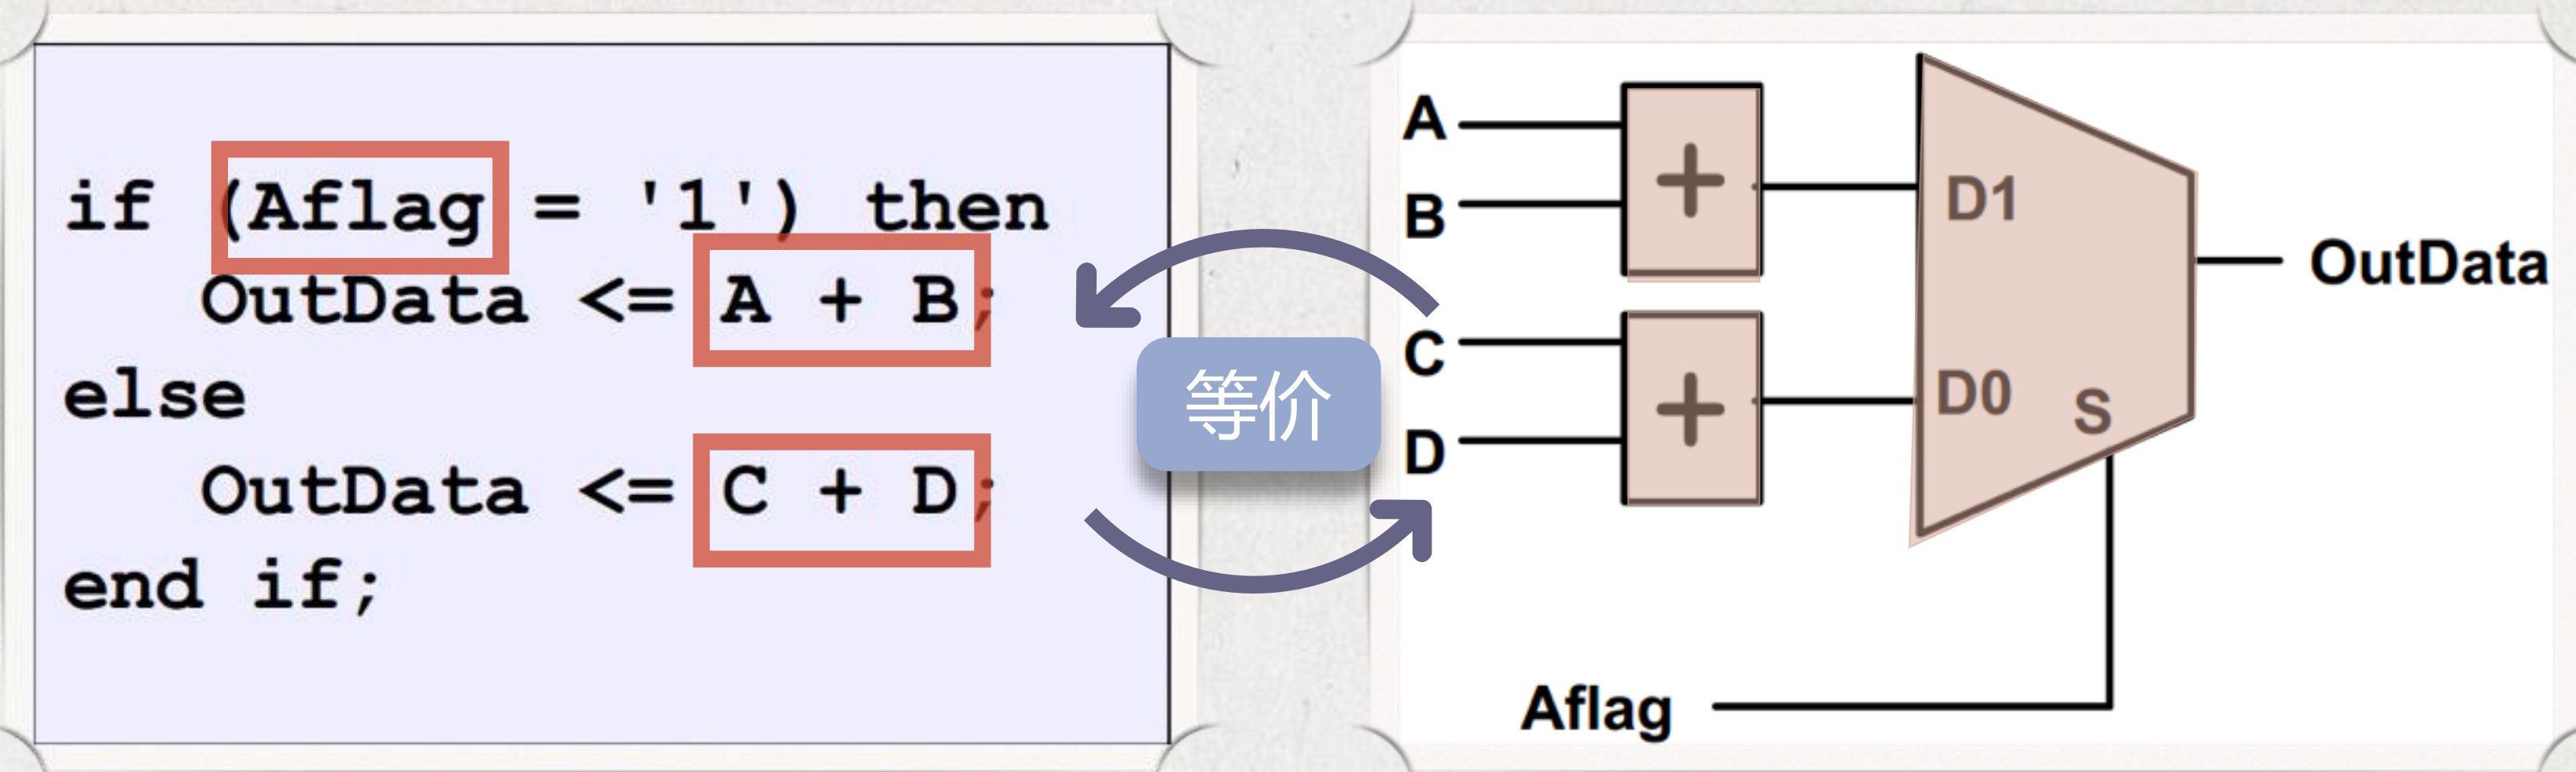 if (Aflag = '1') then
OutData <= A + B;
else
OutData <= C + D;
end if;
等价
A
B
C
D
+
+
D1
D0
S
OutData
Aflag